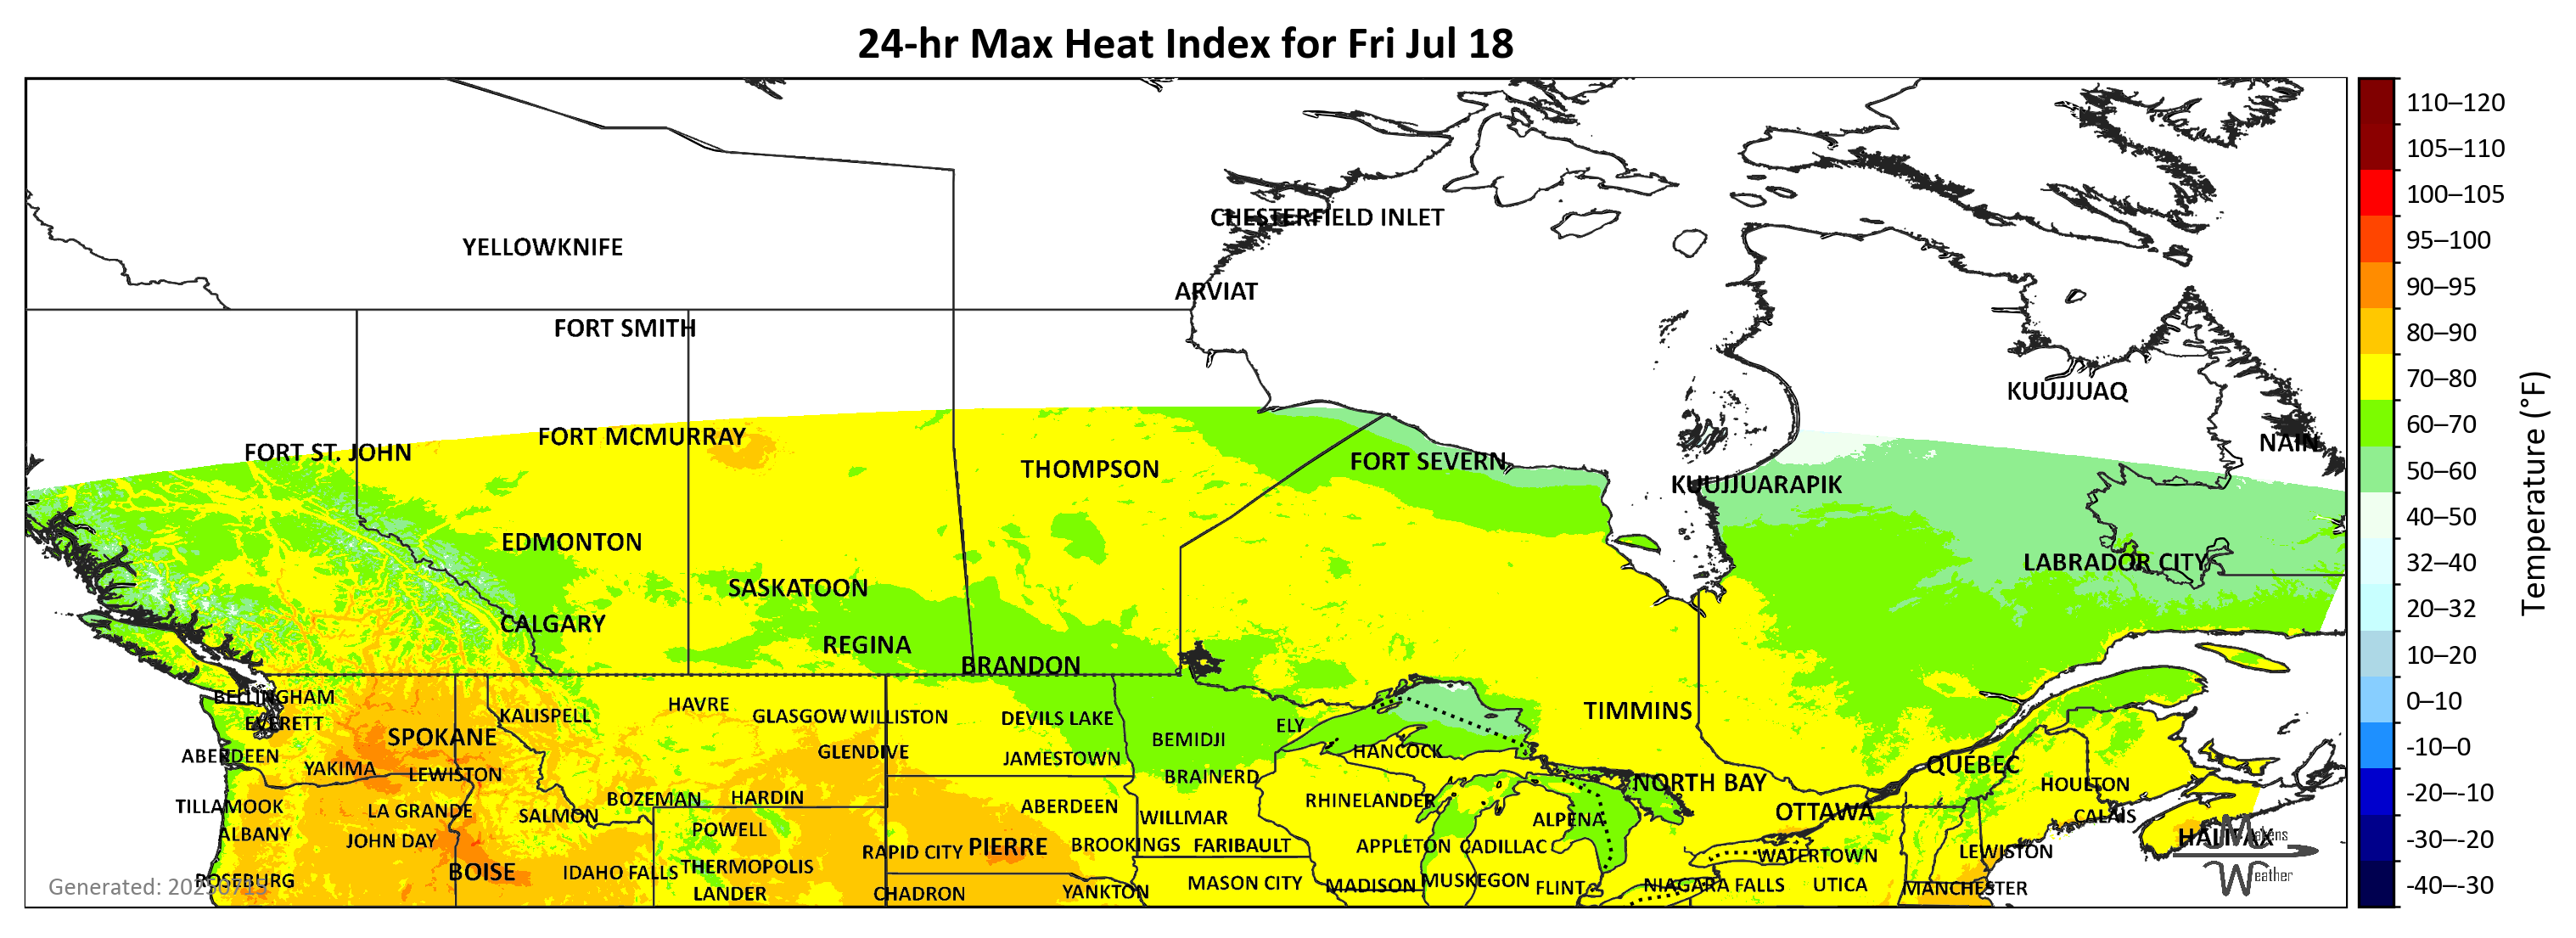 24-hr Max Heat Index for Fri Jul 18
CHESTERFIELD INLET
YELLOWKNIFE
ARVIAT
FORT SMITH
KUUJJUAQ
FORT MCMURRAY
NAIN
FORT ST. JOHN
FORT SEVERN
THOMPSON
KUUJJUARAPIK
EDMONTON
LABRADOR CITY
SASKATOON
CALGARY
REGINA
BRANDON
BELLINGHAM
HAVRE
TIMMINS
KALISPELL
GLASGOW
WILLISTON
DEVILS LAKE
EVERETT
ELY
SPOKANE
BEMIDJI
ABERDEEN
GLENDIVE
JAMESTOWN
HANCOCK
QUÉBEC
YAKIMA
LEWISTON
BRAINERD
NORTH BAY
HOULTON
TILLAMOOK
LA GRANDE
BOZEMAN
HARDIN
ABERDEEN
RHINELANDER
OTTAWA
SALMON
WILLMAR
ALPENA
CALAIS
ALBANY
JOHN DAY
POWELL
HALIFAX
RAPID CITY
PIERRE
BROOKINGS
FARIBAULT
APPLETON
CADILLAC
WATERTOWN
LEWISTON
BOISE
IDAHO FALLS
THERMOPOLIS
ROSEBURG
LANDER
CHADRON
YANKTON
MASON CITY
MADISON
MUSKEGON
FLINT
NIAGARA FALLS
UTICA
MANCHESTER
Generated: 20250715
Weather
110–120
105–110
100–105
95–100
90–95
80–90
70–80
60–70
50–60
40–50
32–40
20–32
10–20
0–10
-10–0
-20–-10
-30–-20
-40–-30
Temperature (°F)